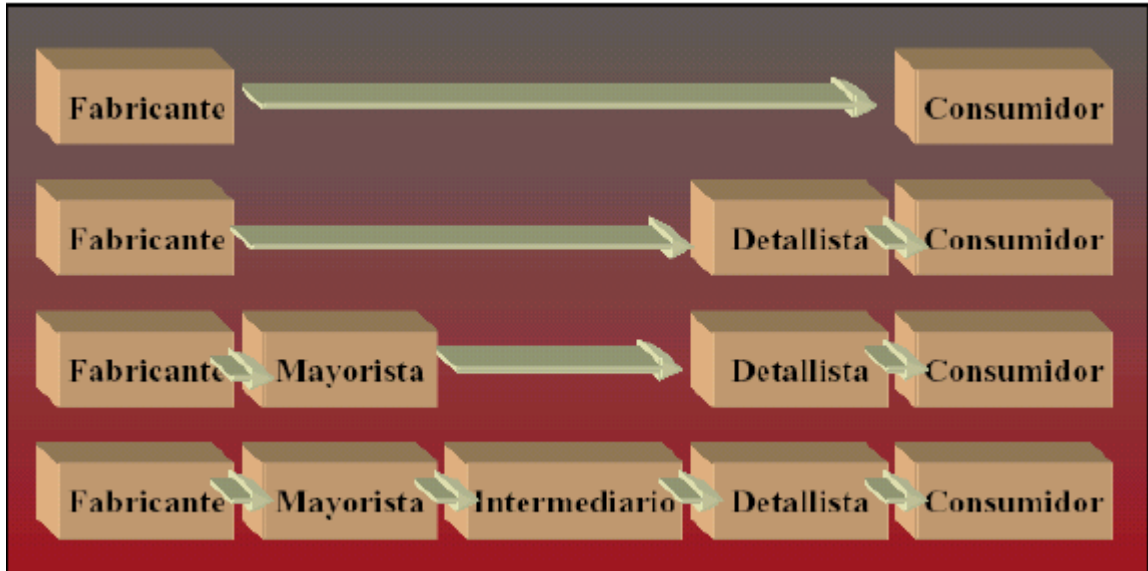 Fabricante Consumidor
Fabricante Detallista Consumidor
Fabricante Mayorista Detallista Consumidor
Fabricante Mayorista Intermediario Detallista Consumidor